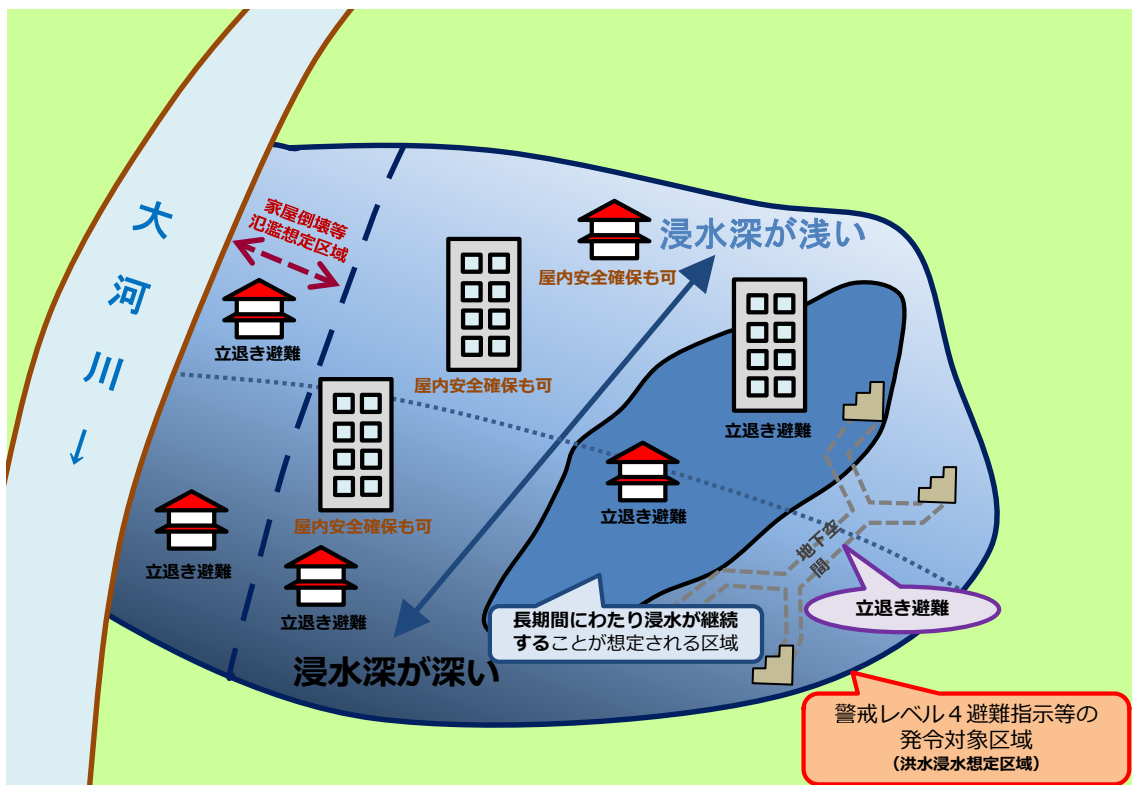 大河川↓
家屋倒壊等
氾濫想定区域
立退き避難
屋内安全確保も可
屋内安全確保も可
浸水深が浅い
屋内安全確保も可
立退き避難
立退き避難
立退き避難
立退き避難
浸水深が深い
長期間にわたり浸水が継続
することが想定される区域
地下空
間
立退き避難
警戒レベル４避難指示等の
発令対象区域
(洪水浸水想定区域)